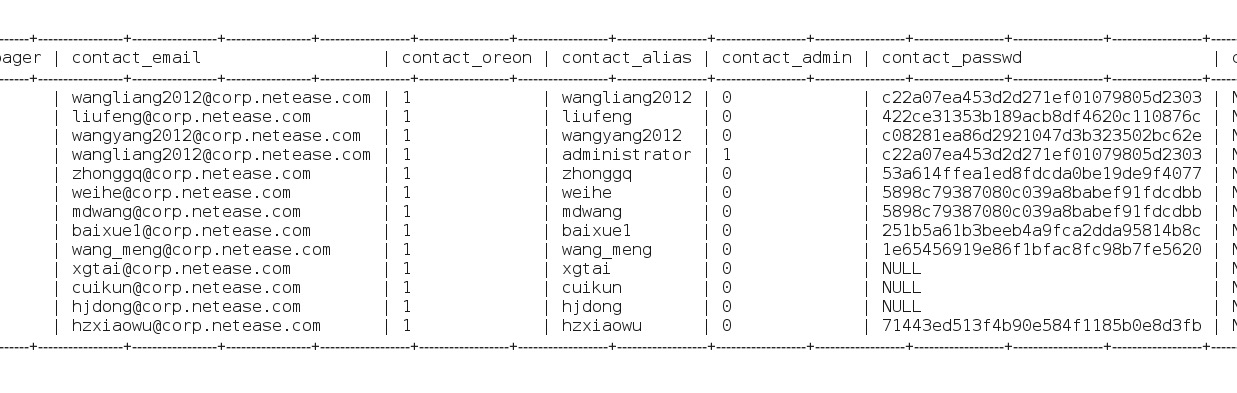 pager | contact_email | contact_oreon | contact_alias | contact_admin | contact_passwd | c
| wangliang2012@corp.netease.com | 1 | wangliang2012 | 0 | c22a07ea453d2d271ef01079805d2303 | N
| liufeng@corp.netease.com | 1 | liufeng | 0 | 422ce31353b189acb8df4620c110876c | N
| wangyang2012@corp.netease.com | 1 | wangyang2012 | 0 | c08281ea86d2921047d3b323502bc62e | N
| wangliang2012@corp.netease.com | 1 | administrator | 1 | c22a07ea453d2d271ef01079805d2303 | N
| zhonggq@corp.netease.com | 1 | zhonggq | 0 | 53a614ffea1ed8fdcda0be19de9f4077 | N
| weihe@corp.netease.com | 1 | weihe | 0 | 5898c79387080c039a8babef91fdcdbb | N
| mdwang@corp.netease.com | 1 | mdwang | 0 | 5898c79387080c039a8babef91fdcdbb | N
| baixue1@corp.netease.com | 1 | baixue1 | 0 | 251b5a61b3beeb4a9fca2dda95814b8c | N
| wang_meng@corp.netease.com | 1 | wang_meng | 0 | 1e65456919e86f1bfac8fc98b7fe5620 | N
| xgtai@corp.netease.com | 1 | xgtai | 0 | NULL | N
| cuikun@corp.netease.com | 1 | cuikun | 0 | NULL | N
| hjdong@corp.netease.com | 1 | hjdong | 0 | NULL | N
| hzxiaowu@corp.netease.com | 1 | hzxiaowu | 0 | 71443ed513f4b90e584f1185b0e8d3fb | N